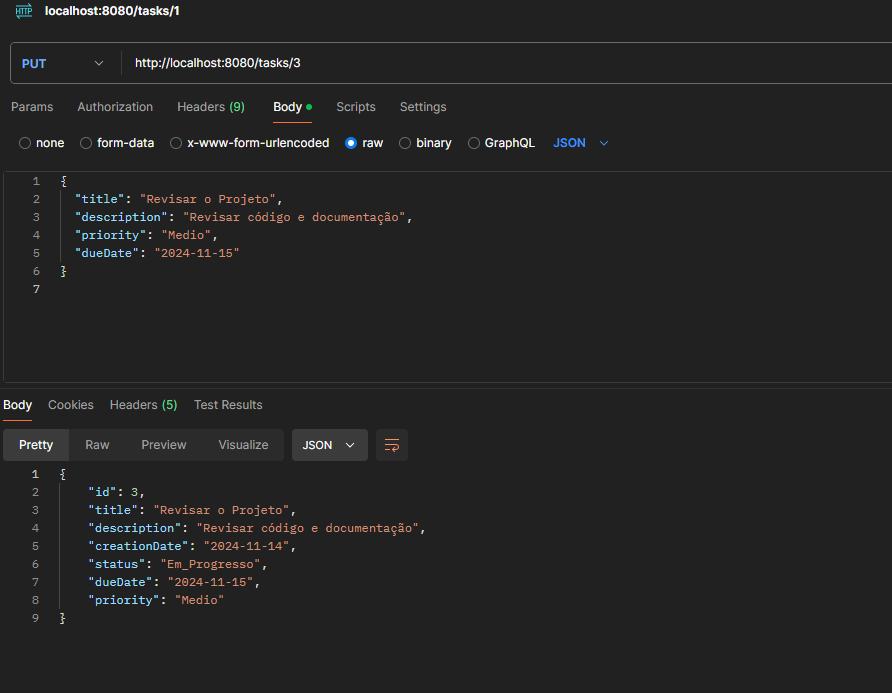 HTTP localhost:8080/tasks/1
PUT http://localhost:8080/tasks/3
Params Authorization Headers (9) Body Scripts Settings
none form-data x-www-form-urlencoded raw binary GraphQL JSON
1 {
2 "title": "Revisar o Projeto",
3 "description": "Revisar código e documentação",
4 "priority": "Medio",
5 "dueDate": "2024-11-15"
6 }
7
Body Cookies Headers (5) Test Results
Pretty Raw Preview Visualize JSON
1 {
2 "id": 3,
3 "title": "Revisar o Projeto",
4 "description": "Revisar código e documentação",
5 "creationDate": "2024-11-14",
6 "status": "Em_Progresso",
7 "dueDate": "2024-11-15",
8 "priority": "Medio"
9 }